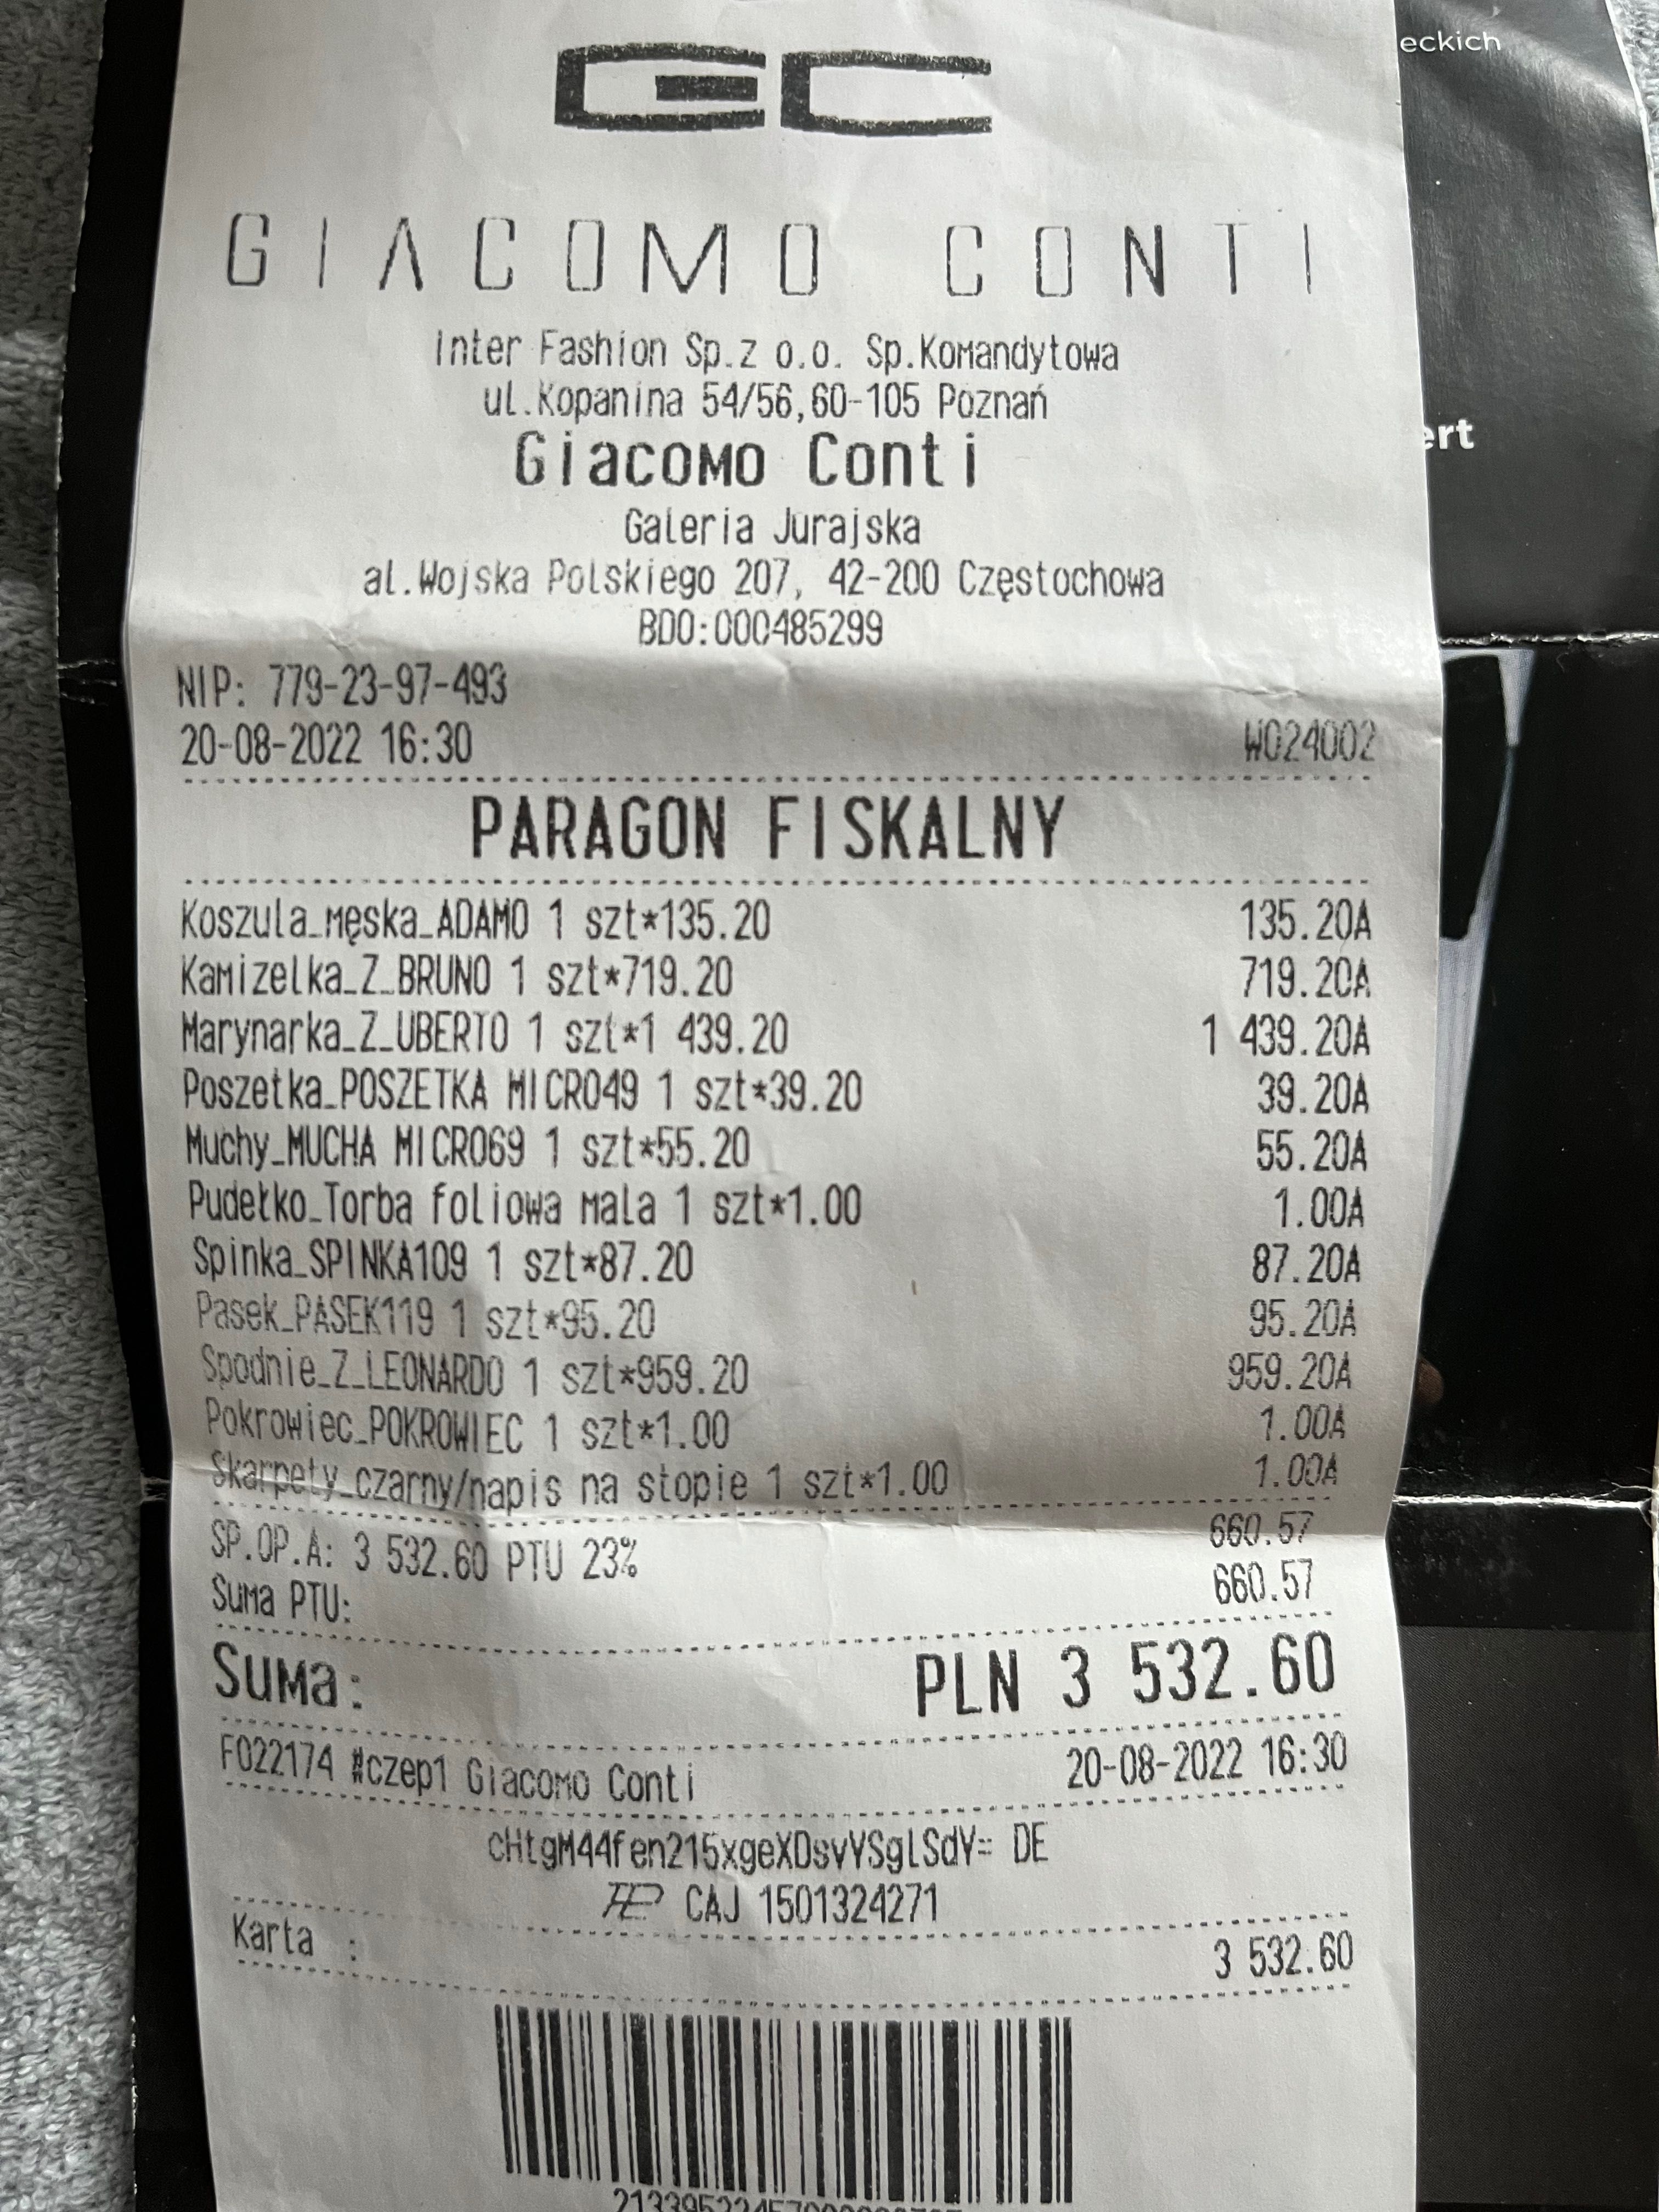 eckich
GC
GIACOMO CONTI
Inter Fashion Sp.z o.o. Sp.Komandytowa
ul.Kopanina 54/56,60-105 Poznań
ert
Giacomo Conti
Galeria Jurajska
al.Wojska Polskiego 207, 42-200 Częstochowa
BDO:000485299
NIP: 779-23-97-493
20-08-2022 16:30 W024002
PARAGON FISKALNY
Koszula_męska_ADAMO 1 szt*135.20 135.20A
Kamizelka_Z_BRUNO 1 szt*719.20 719.20A
Marynarka_Z_UBERTO 1 szt*1 439.20 1 439.20A
Poszetka_POSZETKA MICRO49 1 szt*39.20 39.20A
Muchy_MUCHA MICRO69 1 szt*55.20 55.20A
Pudełko_Torba foliowa mala 1 szt*1.00 1.00A
Spinka_SPINKA109 1 szt*87.20 87.20A
Pasek_PASEK119 1 szt*95.20 95.20A
Spodnie_Z_LEONARDO 1 szt*959.20 959.20A
Pokrowiec_POKROWIEC 1 szt*1.00 1.00A
Skarpety_czarny/napis na stopie 1 szt*1.00 1.00A
SP.OP.A: 3 532.60 PTU 23% 660.57
Suma PTU: 660.57
Suma: PLN 3 532.60
F022174 #czep1 Giacomo Conti 20-08-2022 16:30
cHtgM44fen215xgeXDsvVSglSdY= DE
CAJ 1501324271
Karta : 3 532.60